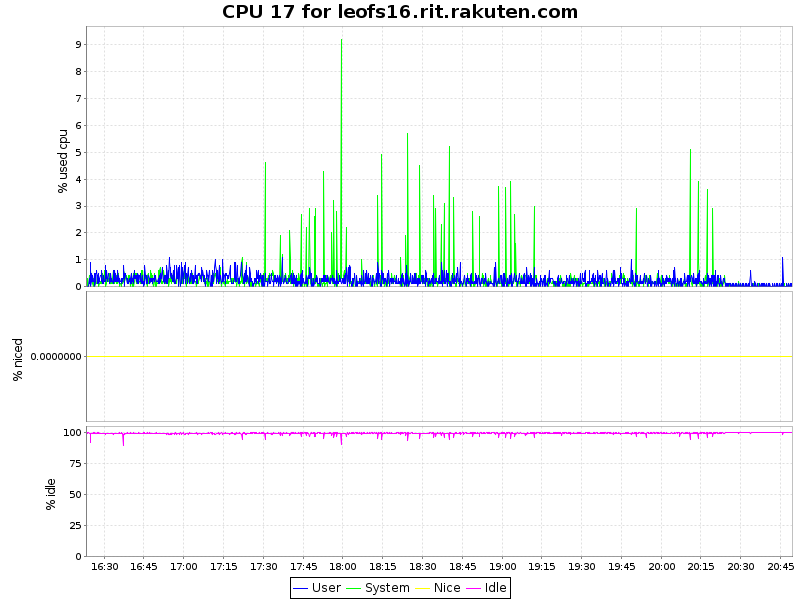 CPU 17 for leofs16.rit.rakuten.com
% used cpu
9
8
7
6
5
4
3
2
1
0
% niced
0.0000000
% idle
100
75
50
25
0
16:30 16:45 17:00 17:15 17:30 17:45 18:00 18:15 18:30 18:45 19:00 19:15 19:30 19:45 20:00 20:15 20:30 20:45
User System Nice Idle